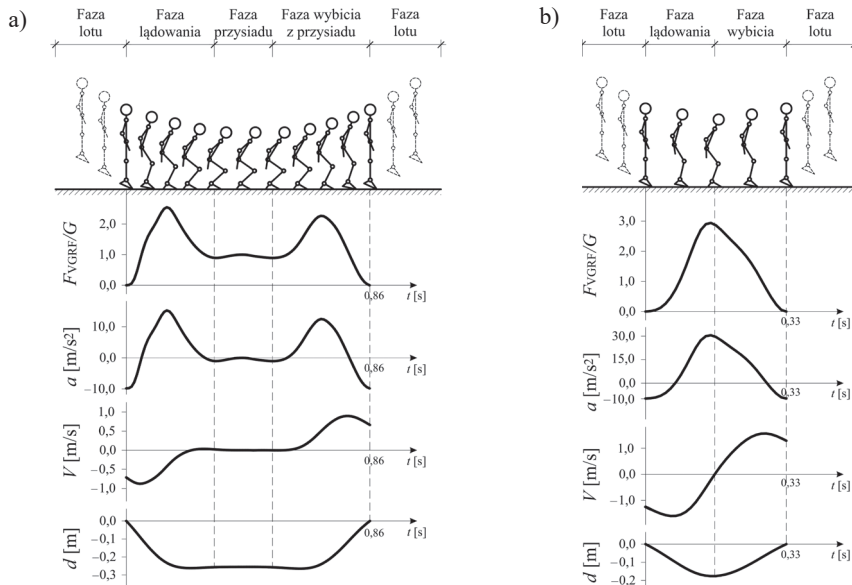 a)
Faza
lotu
Faza
lądowania
Faza
przysiadu
Faza wybicia
z przysiadu
Faza
lotu
FVGRF/G
2,0
1,0
0,0
0,86
t [s]
a [m/s²]
10,0
0,0
−10,0
0,86
t [s]
V [m/s]
1,0
0,5
0,0
−0,5
−1,0
0,86
t [s]
d [m]
0,0
−0,1
−0,2
−0,3
0,86
t [s]
b)
Faza
lotu
Faza
lądowania
Faza
wybicia
Faza
lotu
FVGRF/G
3,0
2,0
1,0
0,0
0,33
t [s]
a [m/s²]
30,0
15,0
0,0
−10,0
0,33
t [s]
V [m/s]
1,0
0,0
−1,0
0,33
t [s]
d [m]
0,0
−0,1
−0,2
0,33
t [s]